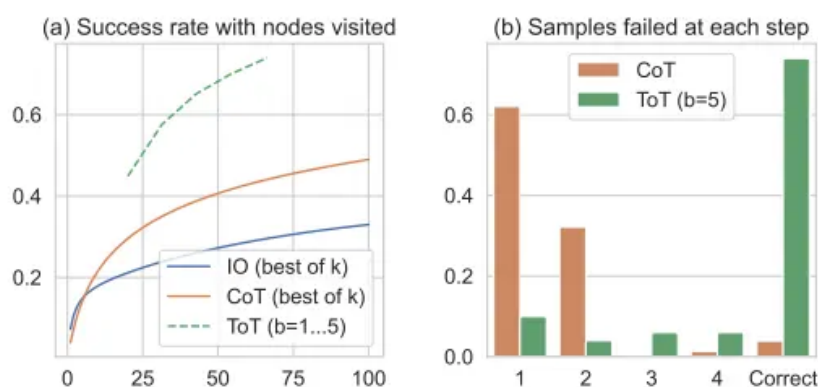 (a) Success rate with nodes visited
0.6
0.4
0.2
IO (best of k)
CoT (best of k)
ToT (b=1...5)
0 25 50 75 100
(b) Samples failed at each step
CoT
ToT (b=5)
0.6
0.4
0.2
0.0
1 2 3 4 Correct